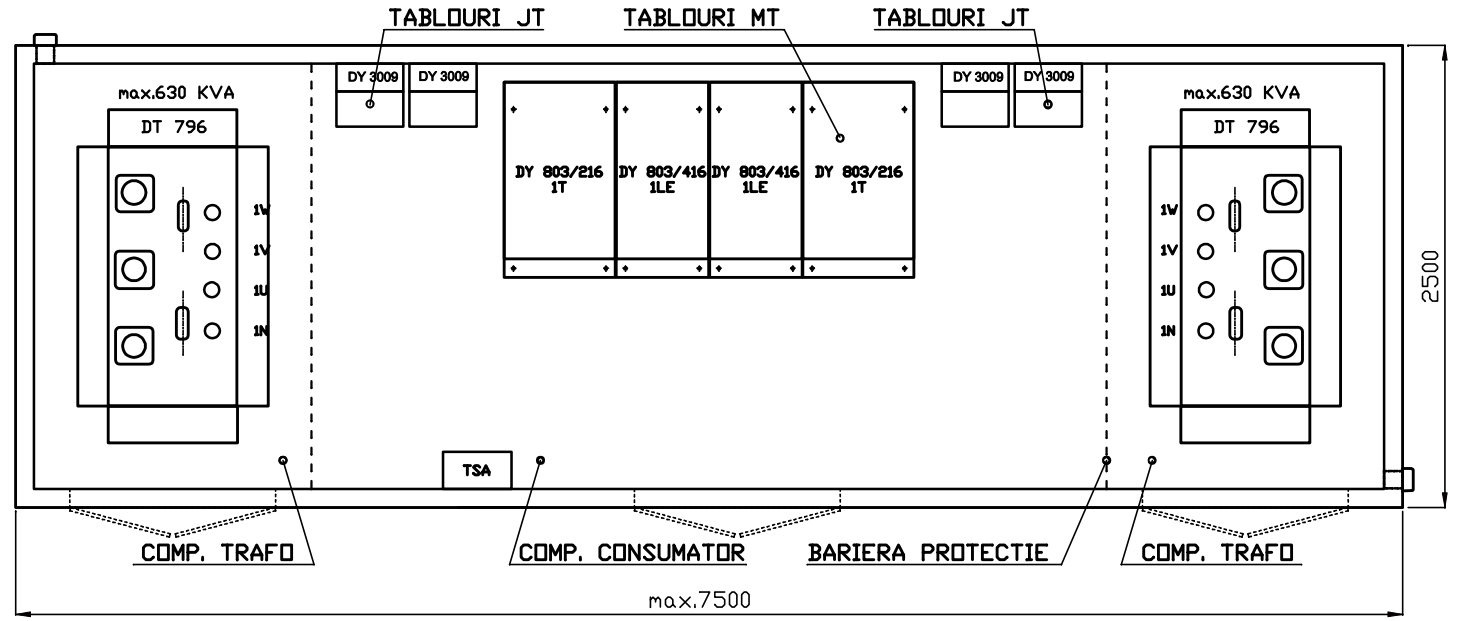 TABLOURI JT
TABLOURI MT
TABLOURI JT
DY 3009
DY 3009
DY 3009
DY 3009
max.630 KVA
max.630 KVA
DT 796
DT 796
DY 803/216
1T
DY 803/416
1LE
DY 803/416
1LE
DY 803/216
1T
1W
1V
1U
1N
1W
1V
1U
1N
2500
TSA
COMP. TRAFO
COMP. CONSUMATOR
BARIERA PROTECTIE
COMP. TRAFO
max.7500